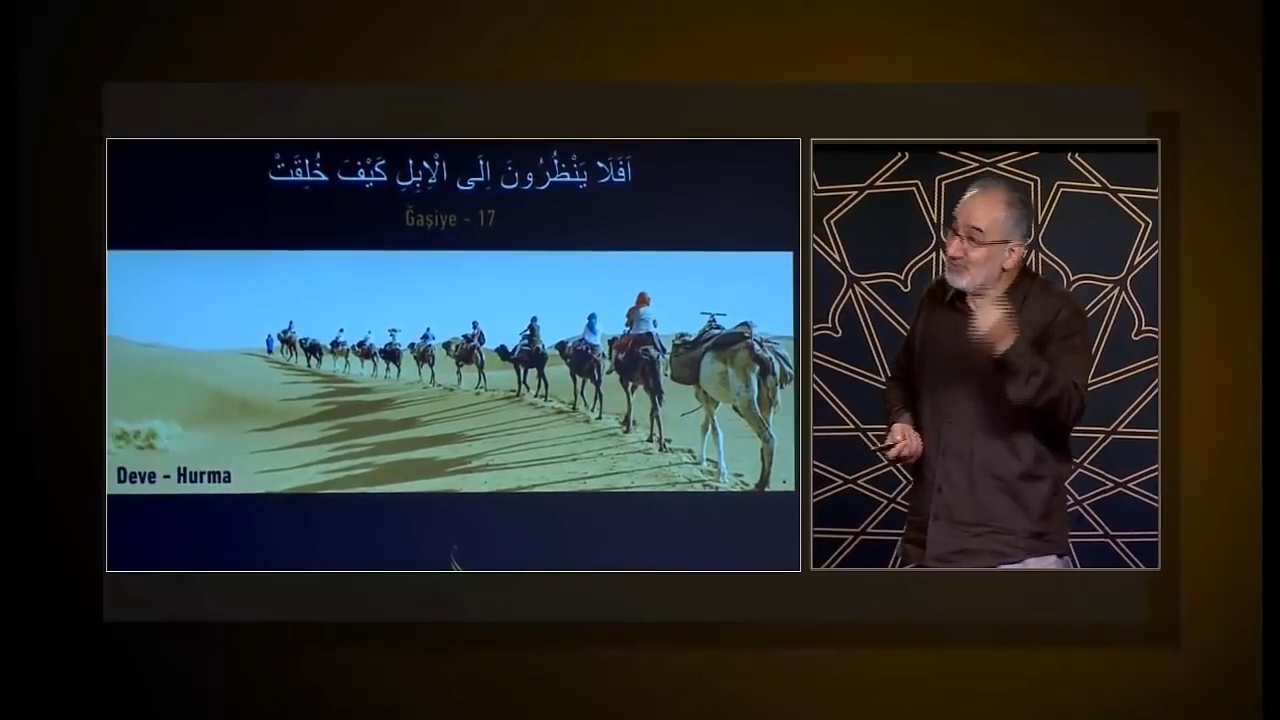 اَفَلَا يَنْظُرُونَ اِلَى الْاِبِلِ كَيْفَ خُلِقَتْ
Ğaşiye - 17
Deve - Hurma